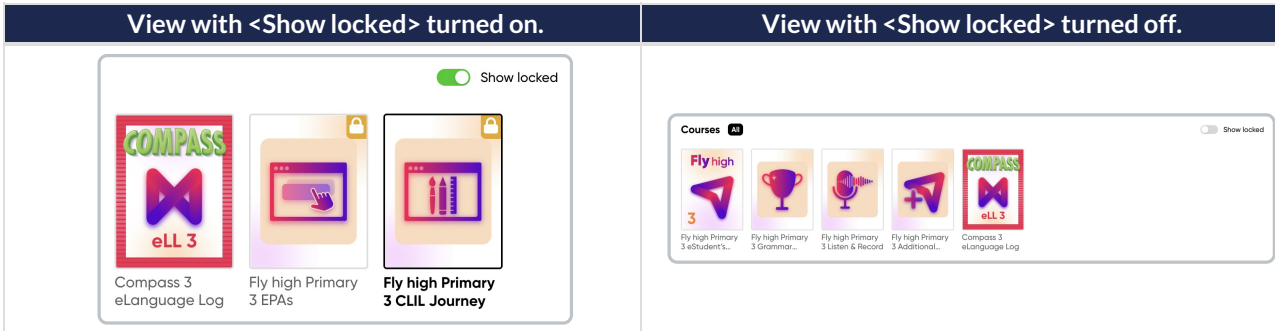 View with <Show locked> turned on.
View with <Show locked> turned off.
Show locked
COMPASS
eLL 3
Compass 3
eLanguage Log
Fly high Primary
3 EPAs
Fly high Primary
3 CLIL Journey
Courses All
Show locked
Fly high
3
Fly high Primary
3 eStudent's...
Fly high Primary
3 Grammar...
Fly high Primary
3 Listen & Record
Fly high Primary
3 Additional...
COMPASS
eLL 3
Compass 3
eLanguage Log